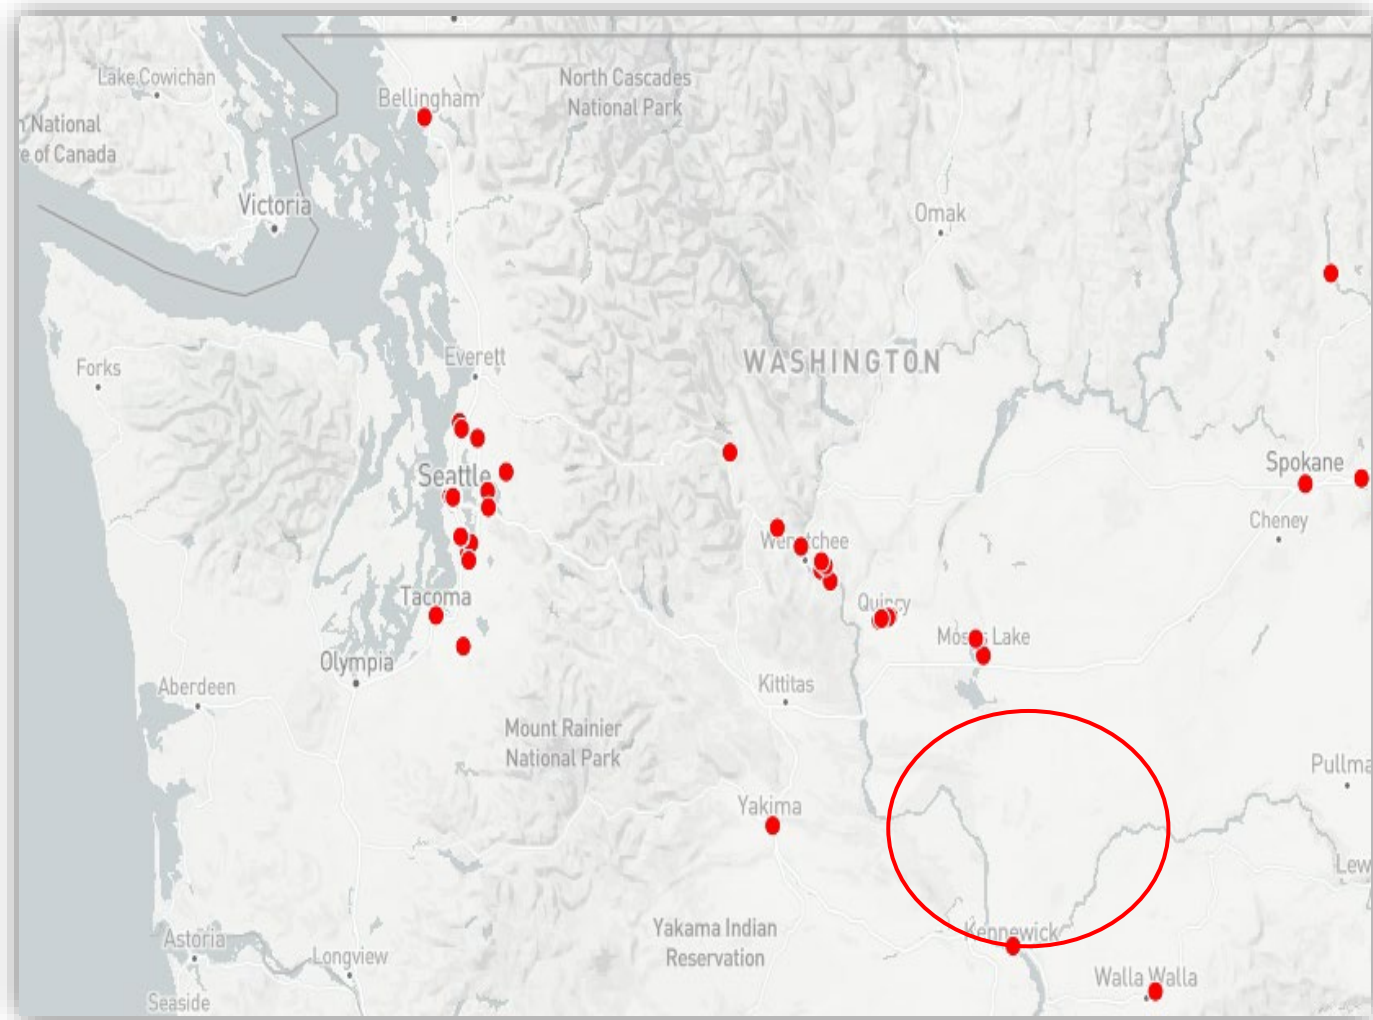 Lake Cowichan
North Cascades
National Park
Bellingham
National
e of Canada
Victoria
Omak
Everett
WASHINGTON
Forks
Seattle
Spokane
Cheney
Wenatchee
Tacoma
Quincy
Moses Lake
Olympia
Aberdeen
Kittitas
Mount Rainier
National Park
Pullma
Yakima
Lew
Yakama Indian
Reservation
Kennewick
Astoria
Longview
Walla Walla
Seaside